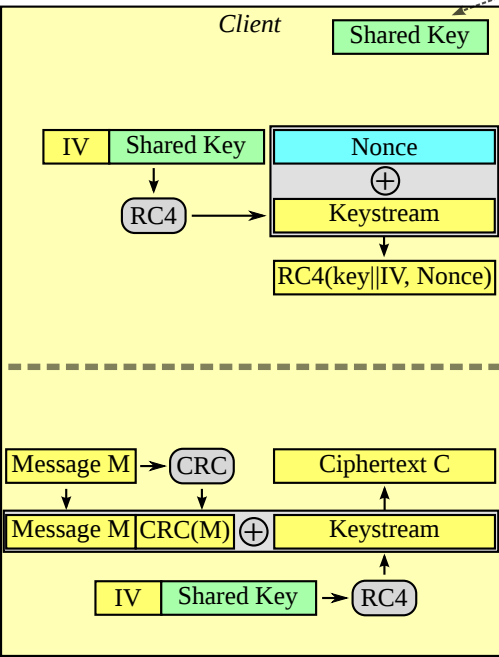 Client
Shared Key
IV Shared Key Nonce
⊕
RC4 Keystream
RC4(key||IV, Nonce)
Message M CRC Ciphertext C
Message M CRC(M) ⊕ Keystream
IV Shared Key RC4